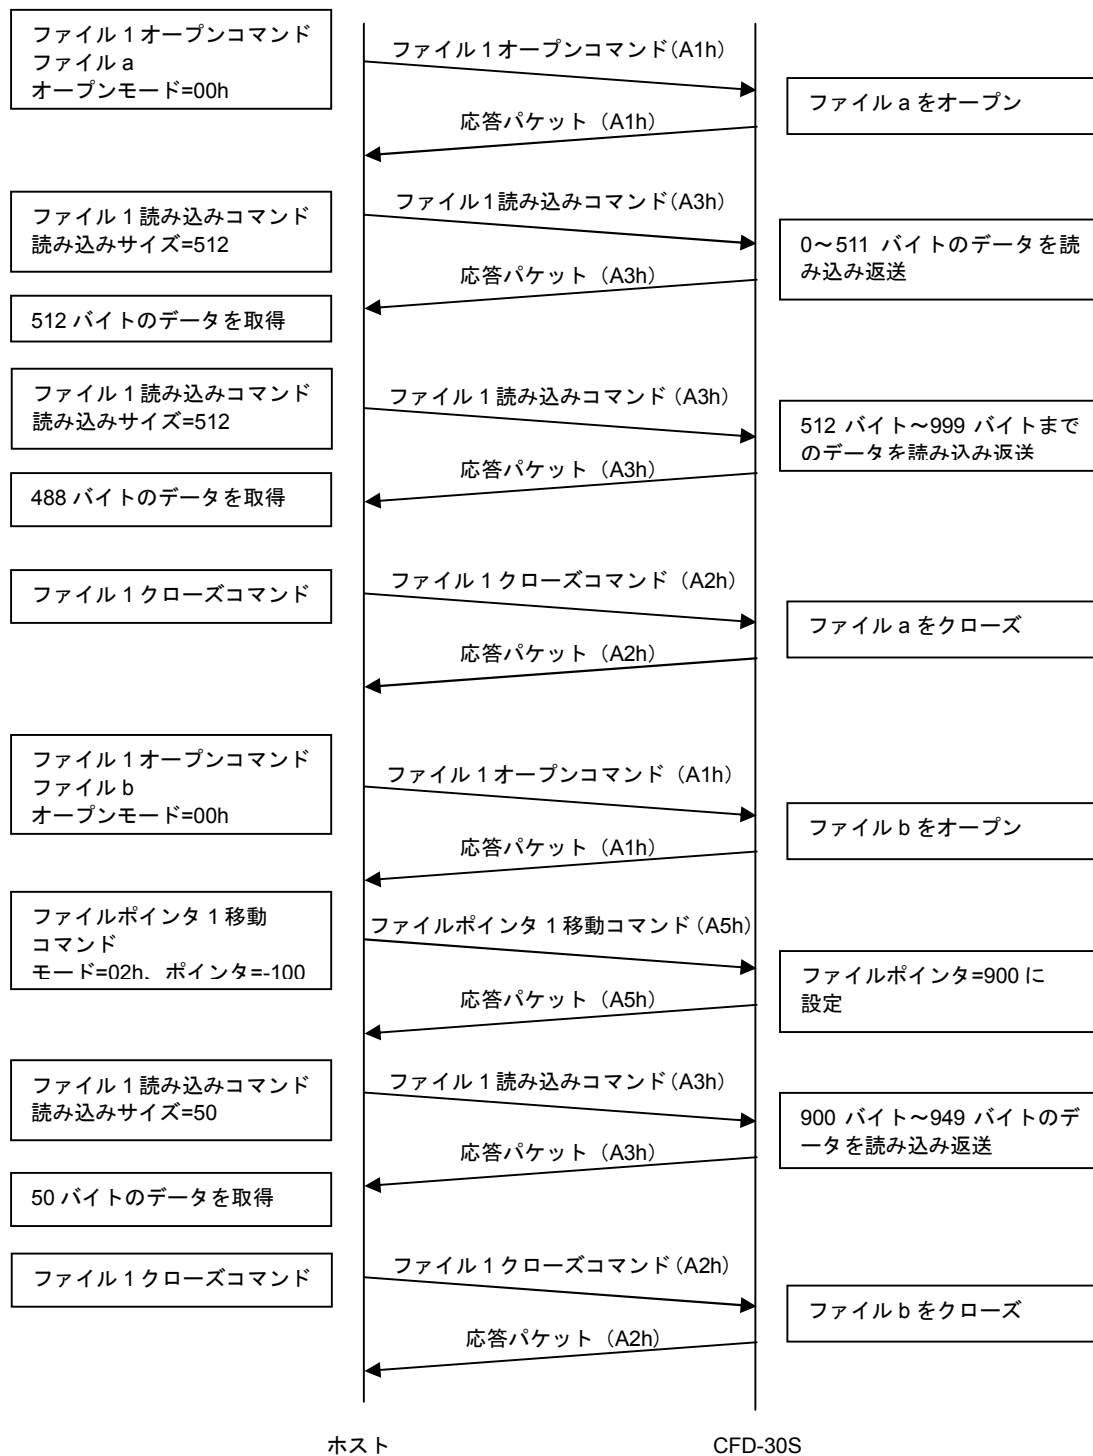 ファイル 1 オープンコマンド
ファイル a
オープンモード=00h
ファイル 1 オープンコマンド(A1h)
ファイル a をオープン
応答パケット（A1h）
ファイル 1 読み込みコマンド
読み込みサイズ=512
ファイル 1 読み込みコマンド(A3h)
0～511 バイトのデータを読
み込み返送
応答パケット（A3h）
512 バイトのデータを取得
ファイル 1 読み込みコマンド
読み込みサイズ=512
ファイル 1 読み込みコマンド(A3h)
512 バイト～999 バイトまで
のデータを読み込み返送
応答パケット（A3h）
488 バイトのデータを取得
ファイル 1 クローズコマンド
ファイル 1 クローズコマンド（A2h）
ファイル a をクローズ
応答パケット（A2h）
ファイル 1 オープンコマンド
ファイル b
オープンモード=00h
ファイル 1 オープンコマンド（A1h）
ファイル b をオープン
応答パケット（A1h）
ファイルポインタ 1 移動
コマンド
モード=02h、ポインタ=-100
ファイルポインタ 1 移動コマンド(A5h)
ファイルポインタ=900 に
設定
応答パケット（A5h）
ファイル 1 読み込みコマンド
読み込みサイズ=50
ファイル 1 読み込みコマンド(A3h)
900 バイト～949 バイトのデ
ータを読み込み返送
応答パケット（A3h）
50 バイトのデータを取得
ファイル 1 クローズコマンド
ファイル 1 クローズコマンド(A2h)
ファイル b をクローズ
応答パケット（A2h）
ホスト
CFD-30S